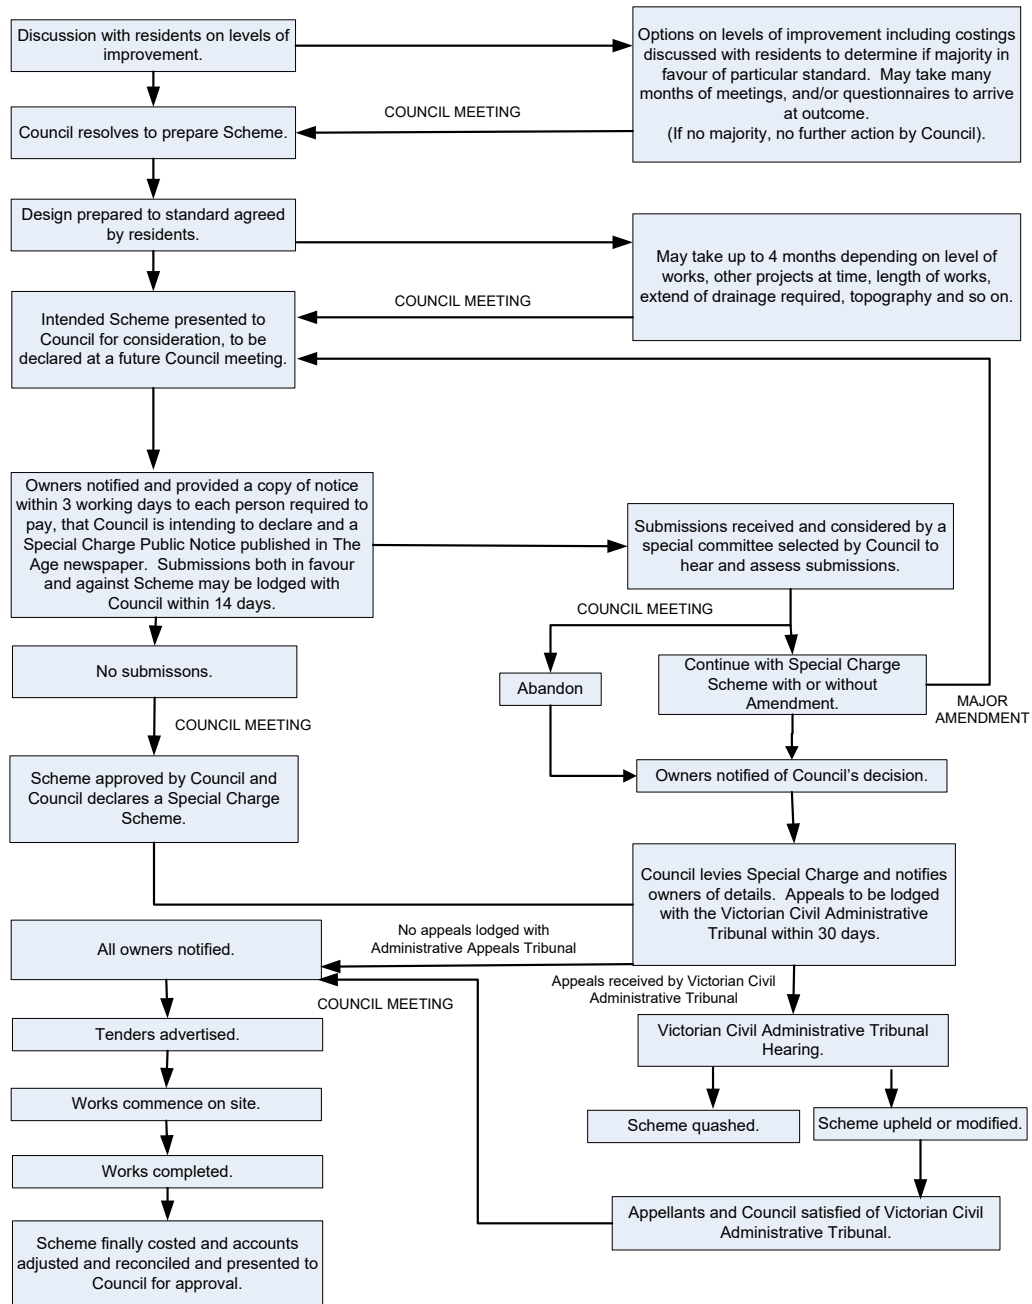 Discussion with residents on levels of
improvement.
Options on levels of improvement including costings
discussed with residents to determine if majority in
favour of particular standard. May take many
months of meetings, and/or questionnaires to arrive
at outcome.
(If no majority, no further action by Council).
COUNCIL MEETING
Council resolves to prepare Scheme.
Design prepared to standard agreed
by residents.
May take up to 4 months depending on level of
works, other projects at time, length of works,
extend of drainage required, topography and so on.
COUNCIL MEETING
Intended Scheme presented to
Council for consideration, to be
declared at a future Council meeting.
Owners notified and provided a copy of notice
within 3 working days to each person required to
pay, that Council is intending to declare and a
Special Charge Public Notice published in The
Age newspaper. Submissions both in favour
and against Scheme may be lodged with
Council within 14 days.
Submissions received and considered by a
special committee selected by Council to
hear and assess submissions.
COUNCIL MEETING
No submissons.
Abandon
Continue with Special Charge
Scheme with or without
Amendment.
MAJOR
AMENDMENT
COUNCIL MEETING
Scheme approved by Council and
Council declares a Special Charge
Scheme.
Owners notified of Council's decision.
Council levies Special Charge and notifies
owners of details. Appeals to be lodged
with the Victorian Civil Administrative
Tribunal within 30 days.
No appeals lodged with
Administrative Appeals Tribunal
All owners notified.
Appeals received by Victorian Civil
Administrative Tribunal
COUNCIL MEETING
Victorian Civil Administrative Tribunal
Hearing.
Tenders advertised.
Works commence on site.
Scheme quashed.
Scheme upheld or modified.
Works completed.
Appellants and Council satisfied of Victorian Civil
Administrative Tribunal.
Scheme finally costed and accounts
adjusted and reconciled and presented to
Council for approval.